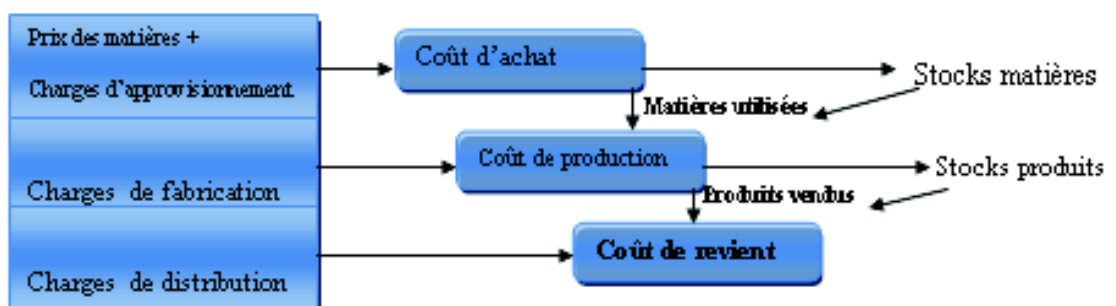 Prix des matières +
Coût d'achat
Charges d'approvisionnement
Stocks matières
Matières utilisées
Coût de production
Stocks produits
Charges de fabrication
Produits vendus
Coût de revient
Charges de distribution